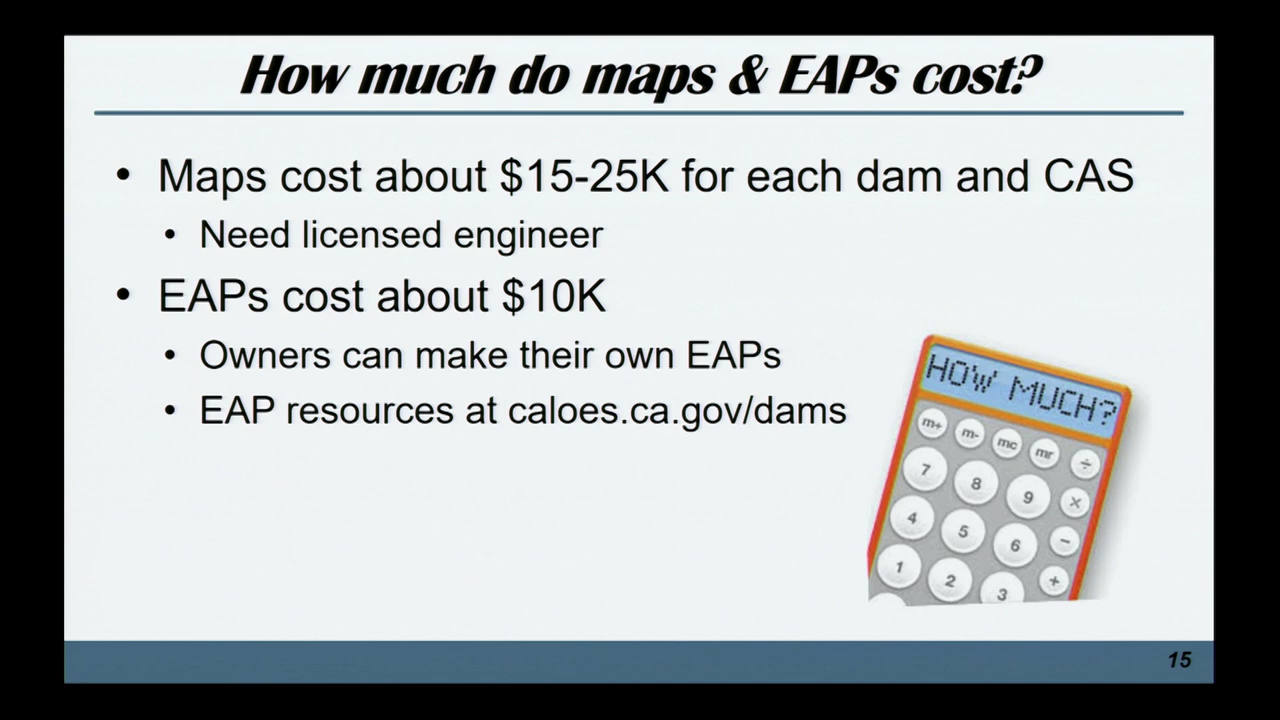 How much do maps & EAPs cost?
• Maps cost about $15-25K for each dam and CAS
• Need licensed engineer
• EAPs cost about $10K
• Owners can make their own EAPs
• EAP resources at caloes.ca.gov/dams
HOW MUCH?
m+ m- mc mr ÷
7 8 9 ×
4 5 6 −
1 2 3 +
15